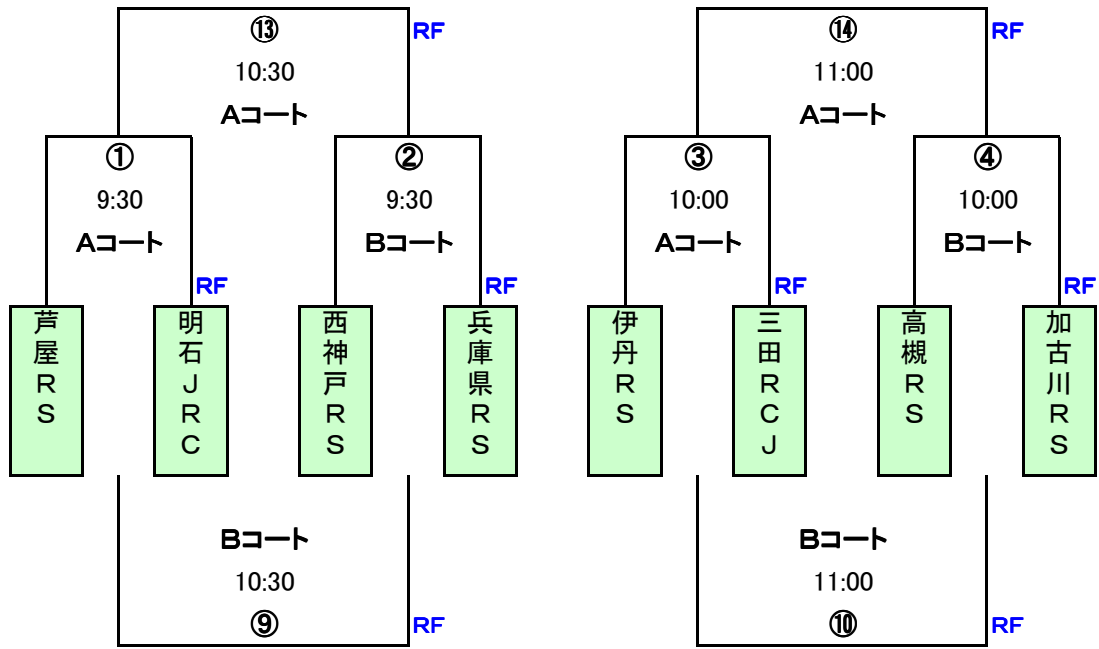 ⑬ RF ⑭ RF
10:30 11:00
Aコート Aコート
① ② ③ ④
9:30 9:30 10:00 10:00
Aコート Bコート Aコート Bコート
RF RF RF RF
芦屋RS
明石JRC
西神戸RS
兵庫県RS
伊丹RS
三田RCJ
高槻RS
加古川RS
Bコート Bコート
10:30 11:00
⑨ RF ⑩ RF